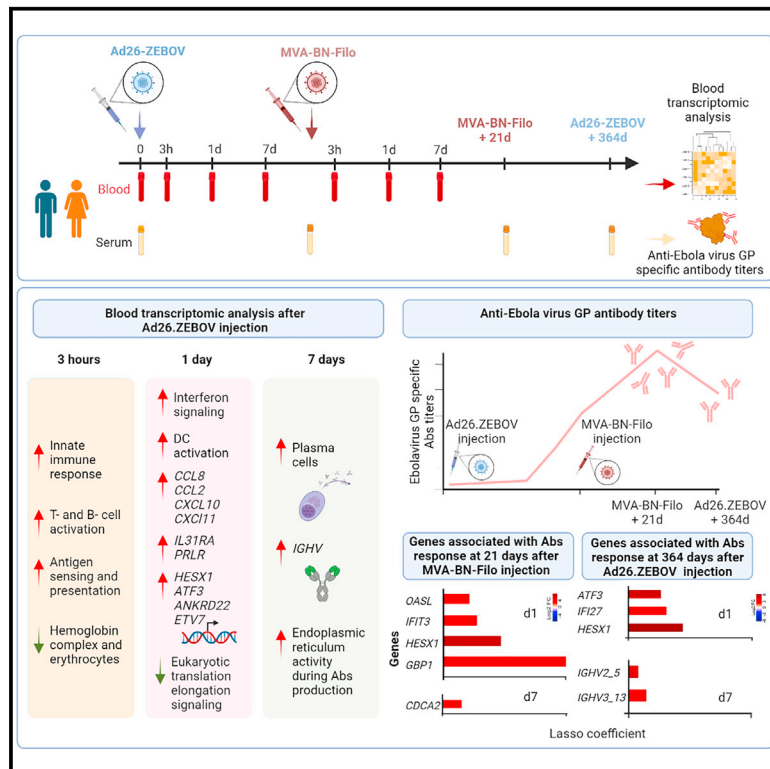 Ad26-ZEBOV
MVA-BN-Filo
Blood
transcriptomic
analysis
MVA-BN-Filo
+ 21d
Ad26-ZEBOV
+ 364d
0
3h
1d
7d
3h
1d
7d
Blood
Serum
Anti-Ebola virus GP
specific antibody titers
Blood transcriptomic analysis after
Ad26.ZEBOV injection
3 hours
1 day
7 days
Innate
immune
response
T- and B- cell
activation
Antigen
sensing and
presentation
Hemoglobin
complex and
erythrocytes
Interferon
signaling
DC
activation
CCL8
CCL2
CXCL10
CXCl11
IL31RA
PRLR
HESX1
ATF3
ANKRD22
ETV7
Eukaryotic
translation
elongation
signaling
Plasma
cells
IGHV
Endoplasmic
reticulum
activity
during Abs
production
Anti-Ebola virus GP antibody titers
Ebolavirus GP specific
Abs titers
Ad26.ZEBOV
injection
MVA-BN-Filo
injection
MVA-BN-Filo
+ 21d
Ad26.ZEBOV
+ 364d
Genes associated with Abs
response at 21 days after
MVA-BN-Filo injection
Genes associated with Abs
response at 364 days after
Ad26.ZEBOV injection
Genes
OASL
IFIT3
HESX1
GBP1
CDCA2
d1
d7
ATF3
IFI27
HESX1
IGHV2_5
IGHV3_13
d1
d7
Lasso coefficient